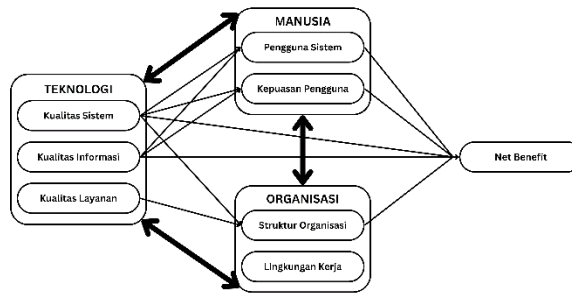 MANUSIA
Pengguna Sistem
Kepuasan Pengguna
TEKNOLOGI
Kualitas Sistem
Kualitas Informasi
Kualitas Layanan
Net Benefit
ORGANISASI
Struktur Organisasi
Lingkungan Kerja